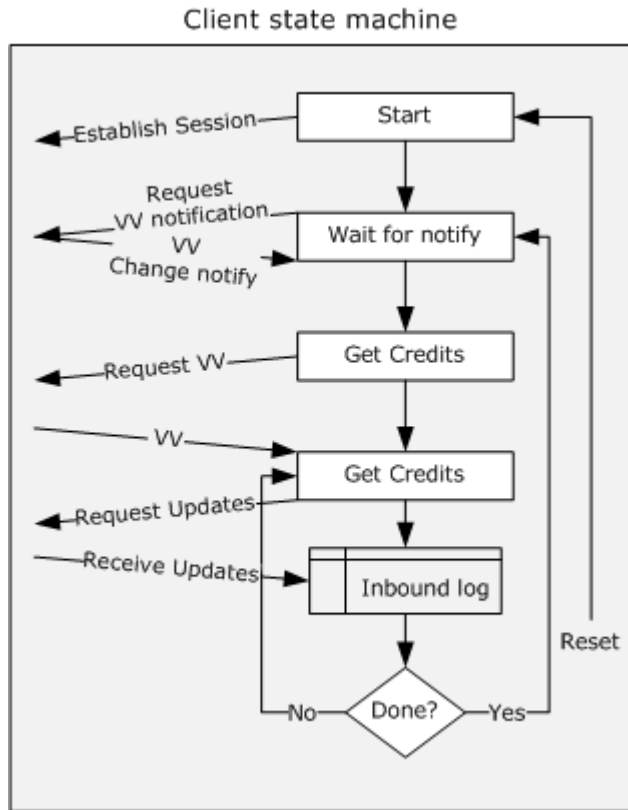 Client state machine
Start
Establish Session
Request
VV notification
VV
Change notify
Wait for notify
Get Credits
Request VV
VV
Get Credits
Request Updates
Receive Updates
Inbound log
Reset
No
Done?
Yes